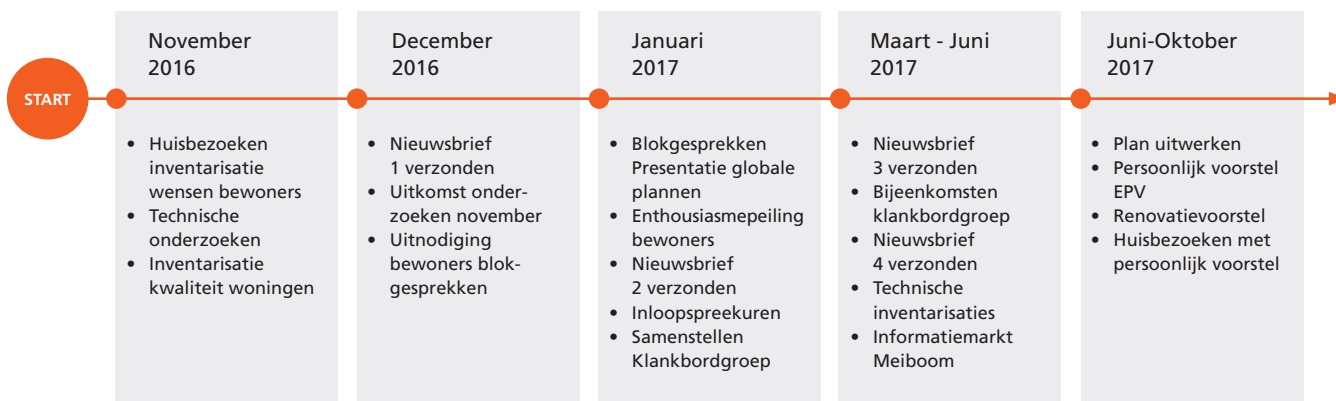 START
November
2016
• Huisbezoeken
inventarisatie
wensen bewoners
• Technische
onderzoeken
• Inventarisatie
kwaliteit woningen
December
2016
• Nieuwsbrief
1 verzonden
• Uitkomst onder-
zoeken november
• Uitnodiging
bewoners blok-
gesprekken
Januari
2017
• Blokgesprekken
Presentatie globale
plannen
• Enthousiasmepeiling
bewoners
• Nieuwsbrief
2 verzonden
• Inloopspreekuren
• Samenstellen
Klankbordgroep
Maart - Juni
2017
• Nieuwsbrief
3 verzonden
• Bijeenkomsten
klankbordgroep
• Nieuwsbrief
4 verzonden
• Technische
inventarisaties
• Informatiemarkt
Meiboom
Juni-Oktober
2017
• Plan uitwerken
• Persoonlijk voorstel
EPV
• Renovatievoorstel
• Huisbezoeken met
persoonlijk voorstel